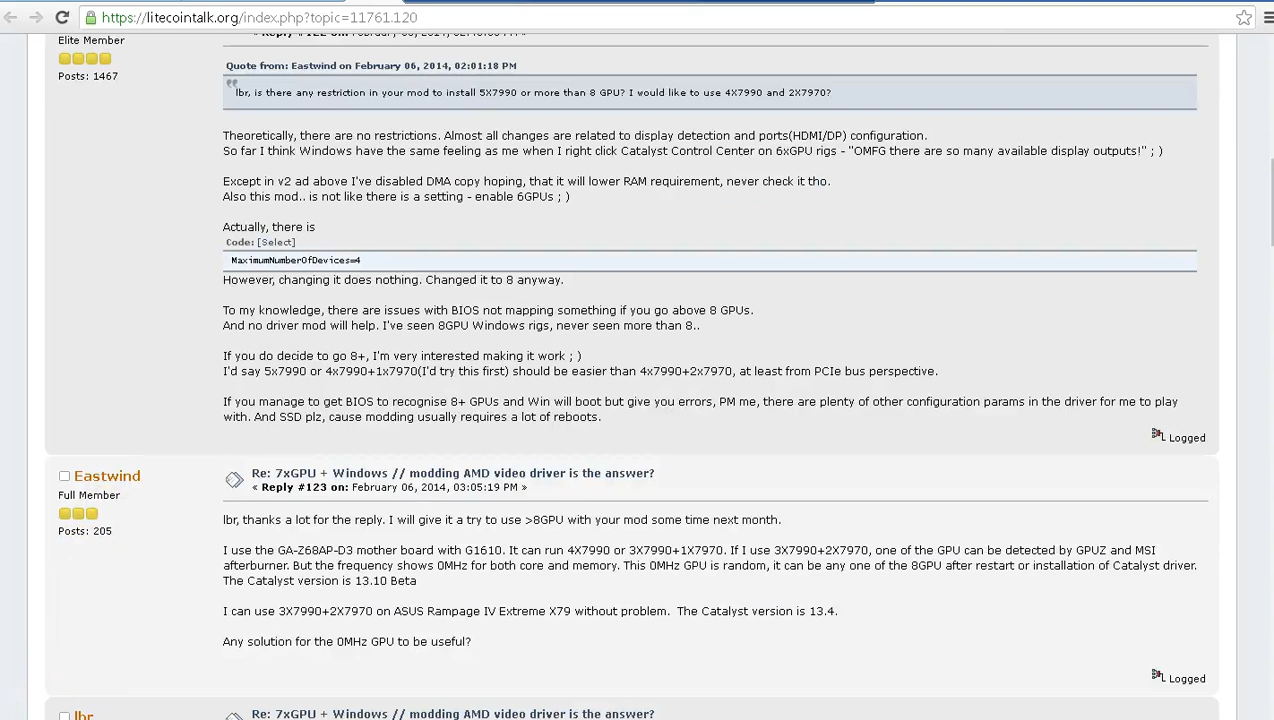 https://litecointalk.org/index.php?topic=11761.120
Elite Member
Posts: 1467
« Reply #122 on: February 06, 2014,
Quote from: Eastwind on February 06, 2014, 02:01:18 PM
lbr, is there any restriction in your mod to install 5X7990 or more than 8 GPU? I would like to use 4X7990 and 2X7970?
Theoretically, there are no restrictions. Almost all changes are related to display detection and ports(HDMI/DP) configuration.
So far I think Windows have the same feeling as me when I right click Catalyst Control Center on 6xGPU rigs - "OMFG there are so many available display outputs!" ; )
Except in v2 ad above I've disabled DMA copy hoping, that it will lower RAM requirement, never check it tho.
Also this mod.. is not like there is a setting - enable 6GPUs ; )
Actually, there is
Code: [Select]
MaximumNumberOfDevices=4
However, changing it does nothing. Changed it to 8 anyway.
To my knowledge, there are issues with BIOS not mapping something if you go above 8 GPUs.
And no driver mod will help. I've seen 8GPU Windows rigs, never seen more than 8..
If you do decide to go 8+, I'm very interested making it work ; )
I'd say 5x7990 or 4x7990+1x7970(I'd try this first) should be easier than 4x7990+2x7970, at least from PCIe bus perspective.
If you manage to get BIOS to recognise 8+ GPUs and Win will boot but give you errors, PM me, there are plenty of other configuration params in the driver for me to play
with. And SSD plz, cause modding usually requires a lot of reboots.
Logged
Eastwind
Full Member
Posts: 205
Re: 7xGPU + Windows // modding AMD video driver is the answer?
« Reply #123 on: February 06, 2014, 03:05:19 PM »
lbr, thanks a lot for the reply. I will give it a try to use >8GPU with your mod some time next month.
I use the GA-Z68AP-D3 mother board with G1610. It can run 4X7990 or 3X7990+1X7970. If I use 3X7990+2X7970, one of the GPU can be detected by GPUZ and MSI
afterburner. But the frequency shows 0MHz for both core and memory. This 0MHz GPU is random, it can be any one of the 8GPU after restart or installation of Catalyst driver.
The Catalyst version is 13.10 Beta
I can use 3X7990+2X7970 on ASUS Rampage IV Extreme X79 without problem.  The Catalyst version is 13.4.
Any solution for the 0MHz GPU to be useful?
Logged
lbr
Re: 7xGPU + Windows // modding AMD video driver is the answer?